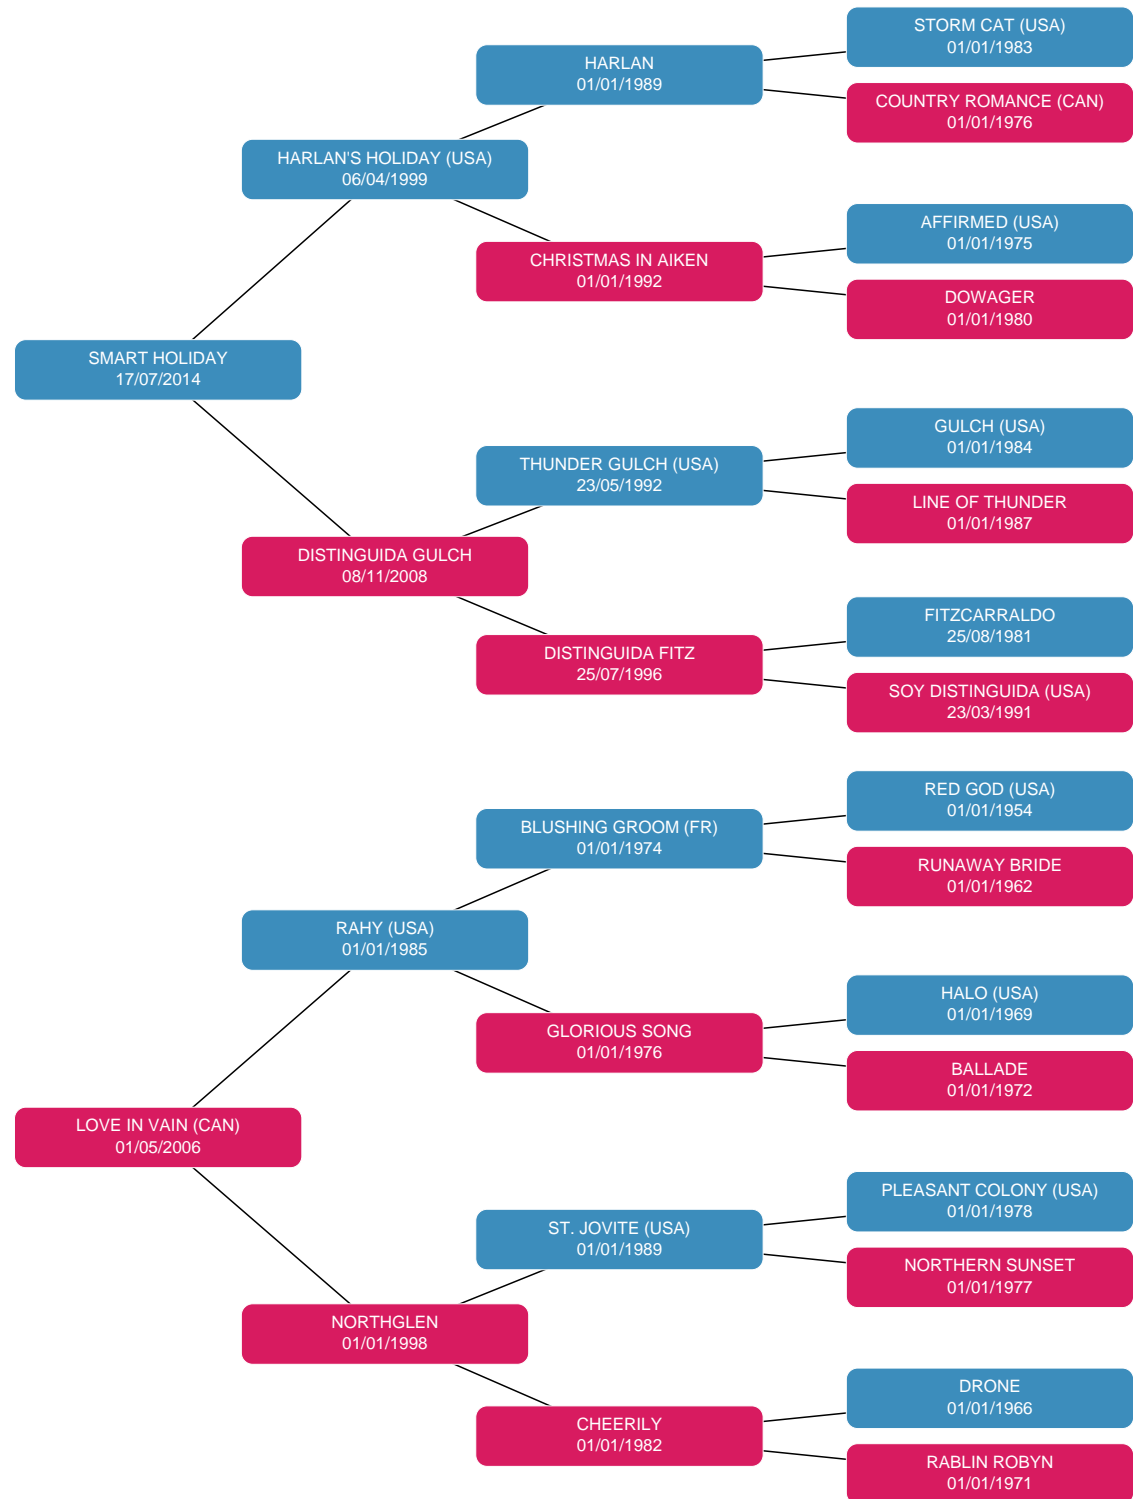 STORM CAT (USA)
01/01/1983
HARLAN
01/01/1989
COUNTRY ROMANCE (CAN)
01/01/1976
HARLAN'S HOLIDAY (USA)
06/04/1999
AFFIRMED (USA)
01/01/1975
CHRISTMAS IN AIKEN
01/01/1992
DOWAGER
01/01/1980
SMART HOLIDAY
17/07/2014
GULCH (USA)
01/01/1984
THUNDER GULCH (USA)
23/05/1992
LINE OF THUNDER
01/01/1987
DISTINGUIDA GULCH
08/11/2008
FITZCARRALDO
25/08/1981
DISTINGUIDA FITZ
25/07/1996
SOY DISTINGUIDA (USA)
23/03/1991
RED GOD (USA)
01/01/1954
BLUSHING GROOM (FR)
01/01/1974
RUNAWAY BRIDE
01/01/1962
RAHY (USA)
01/01/1985
HALO (USA)
01/01/1969
GLORIOUS SONG
01/01/1976
BALLADE
01/01/1972
LOVE IN VAIN (CAN)
01/05/2006
PLEASANT COLONY (USA)
01/01/1978
ST. JOVITE (USA)
01/01/1989
NORTHERN SUNSET
01/01/1977
NORTHGLEN
01/01/1998
DRONE
01/01/1966
CHEERILY
01/01/1982
RABLIN ROBYN
01/01/1971